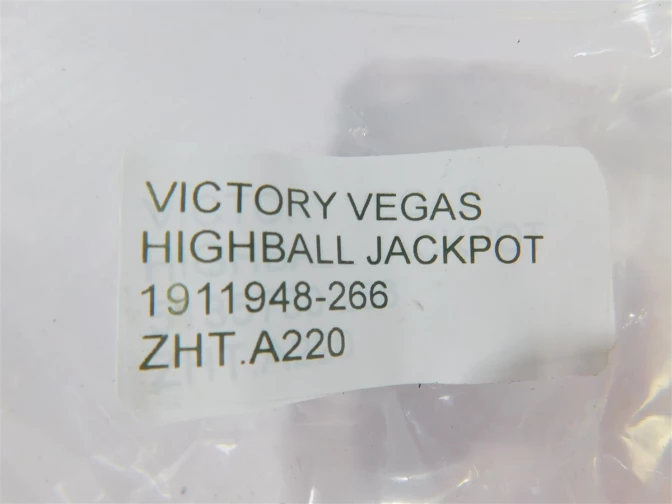 VICTORY VEGAS
HIGHBALL JACKPOT
1911948-266
ZHT.A220